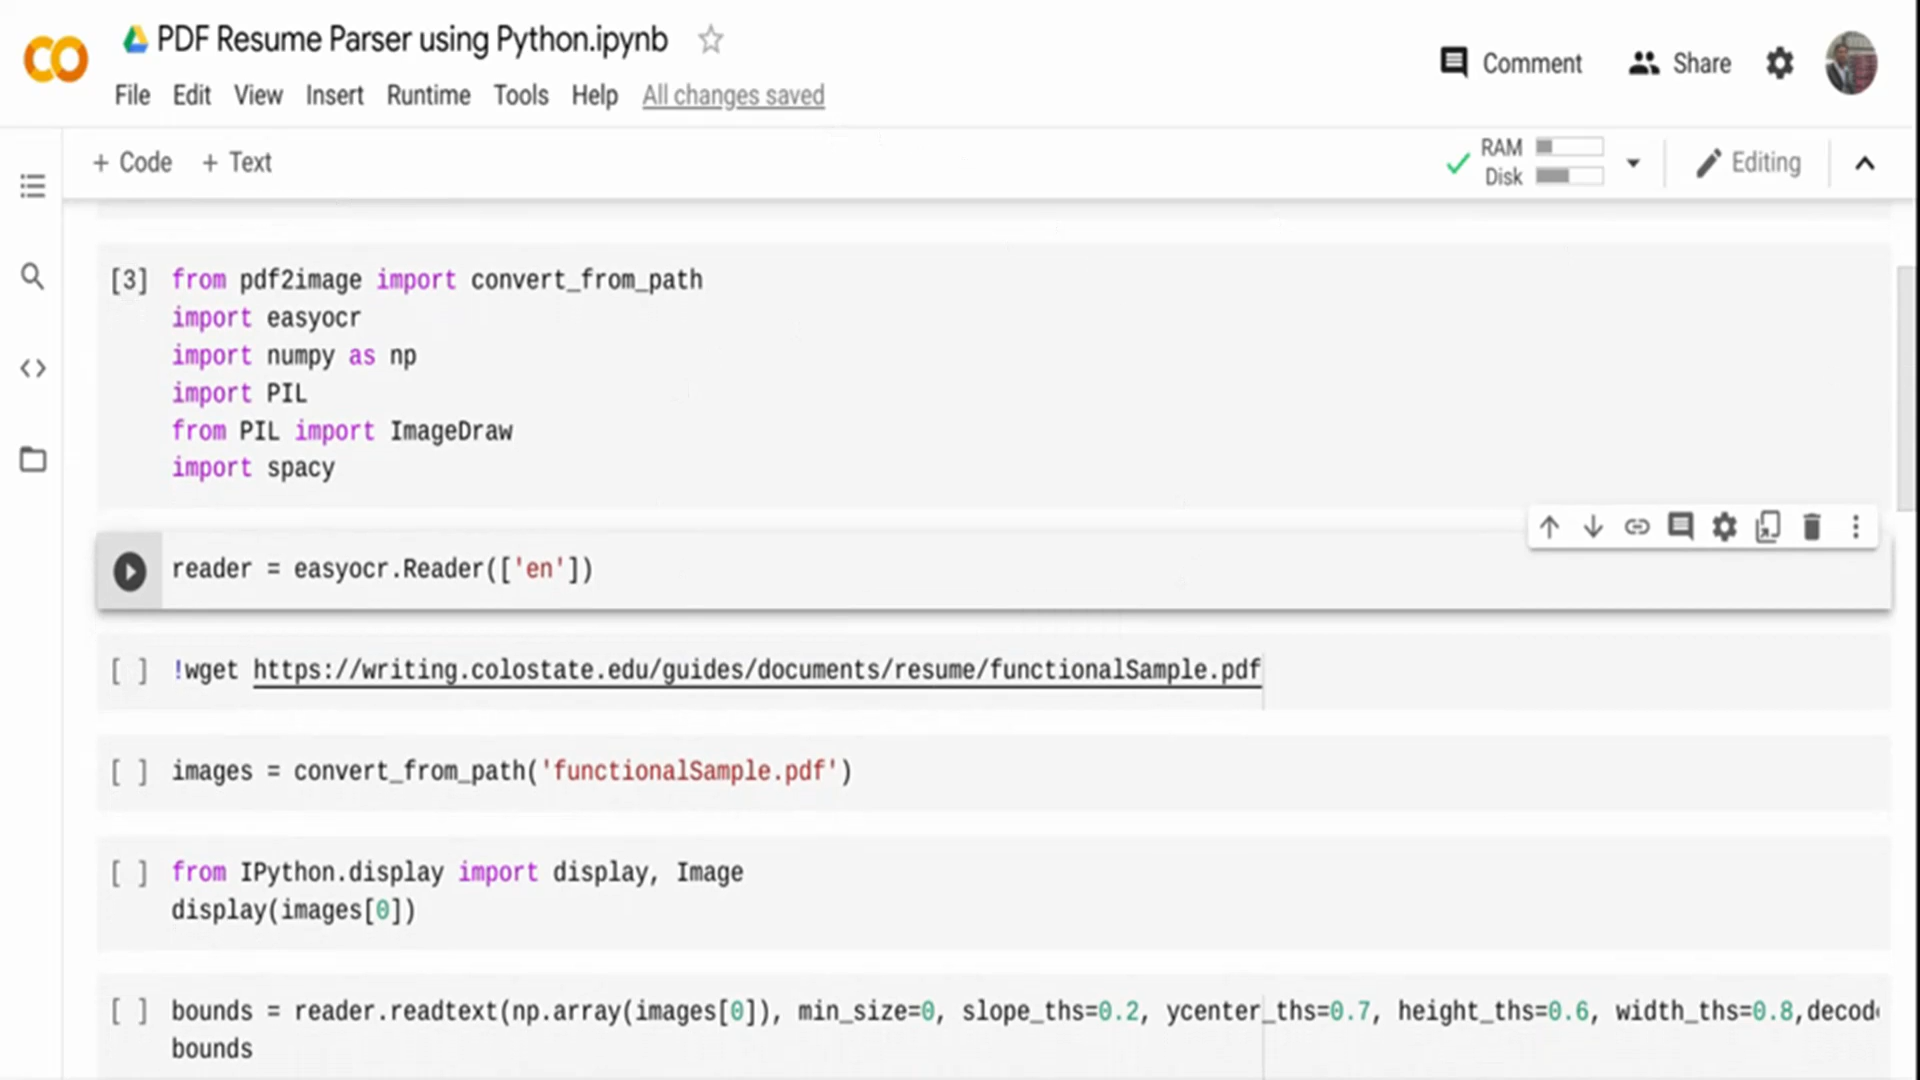 PDF Resume Parser using Python.ipynb
File Edit View Insert Runtime Tools Help All changes saved
Comment Share
+ Code + Text
RAM
Disk
Editing
[3] from pdf2image import convert_from_path
import easyocr
import numpy as np
import PIL
from PIL import ImageDraw
import spacy
reader = easyocr.Reader(['en'])
[ ] !wget https://writing.colostate.edu/guides/documents/resume/functionalSample.pdf
[ ] images = convert_from_path('functionalSample.pdf')
[ ] from IPython.display import display, Image
display(images[0])
[ ] bounds = reader.readtext(np.array(images[0]), min_size=0, slope_ths=0.2, ycenter_ths=0.7, height_ths=0.6, width_ths=0.8,decod
bounds